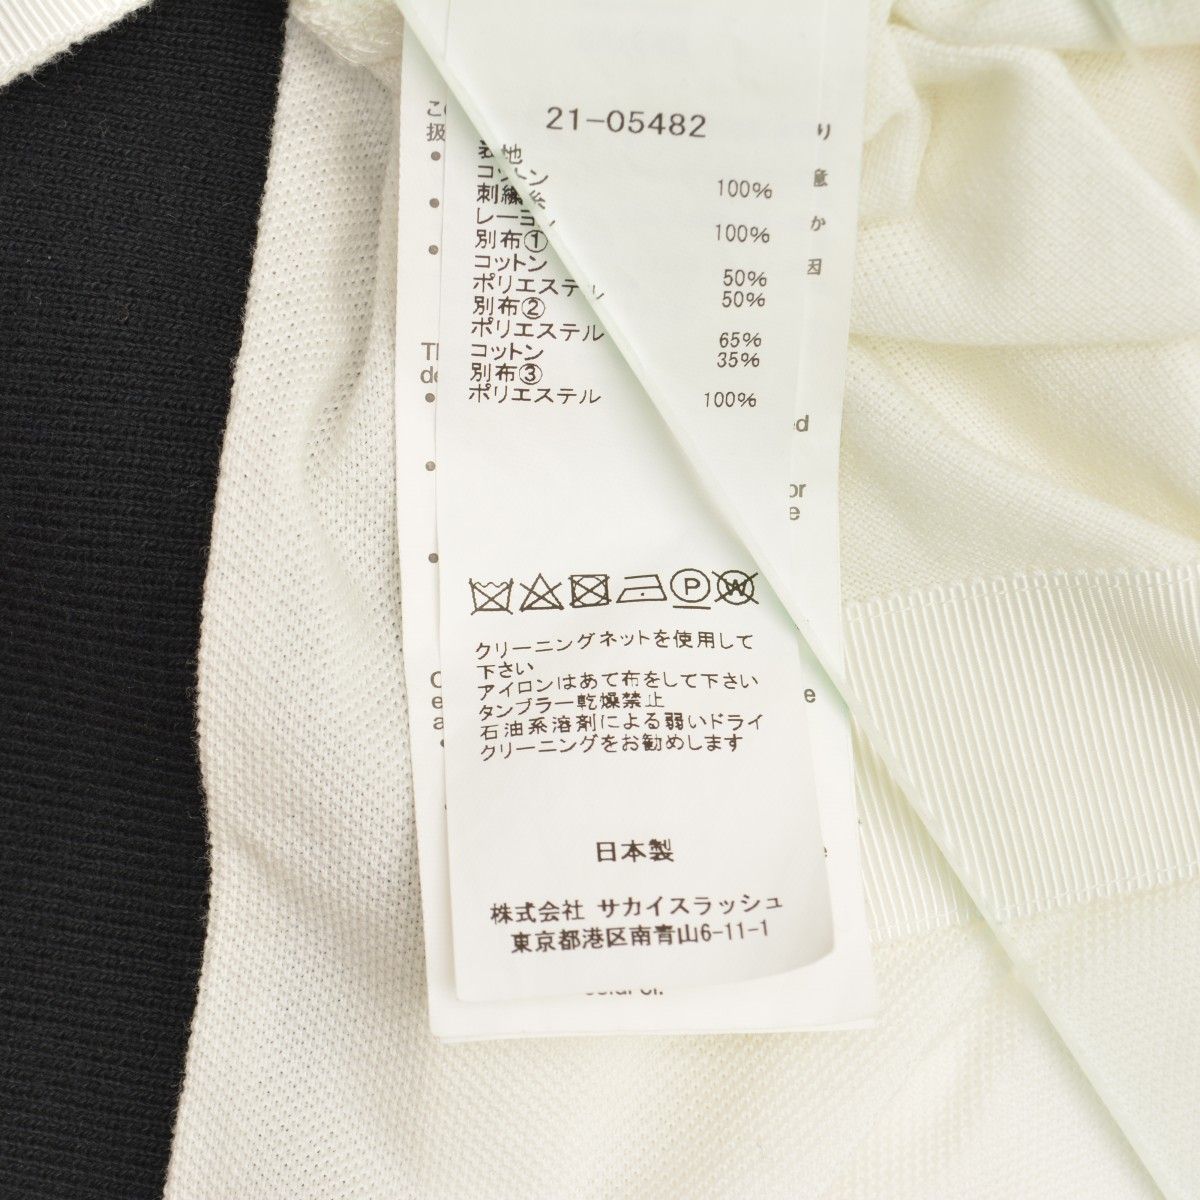 21-05482
表地
コットン 100%
刺繍糸
レーヨン 100%
別布①
コットン 50%
ポリエステル 50%
別布②
ポリエステル 65%
コットン 35%
別布③
ポリエステル 100%
P W
クリーニングネットを使用して
下さい
アイロンはあて布をして下さい
タンブラー乾燥禁止
石油系溶剤による弱いドライ
クリーニングをお勧めします
日本製
株式会社 サカイスラッシュ
東京都港区南青山6-11-1